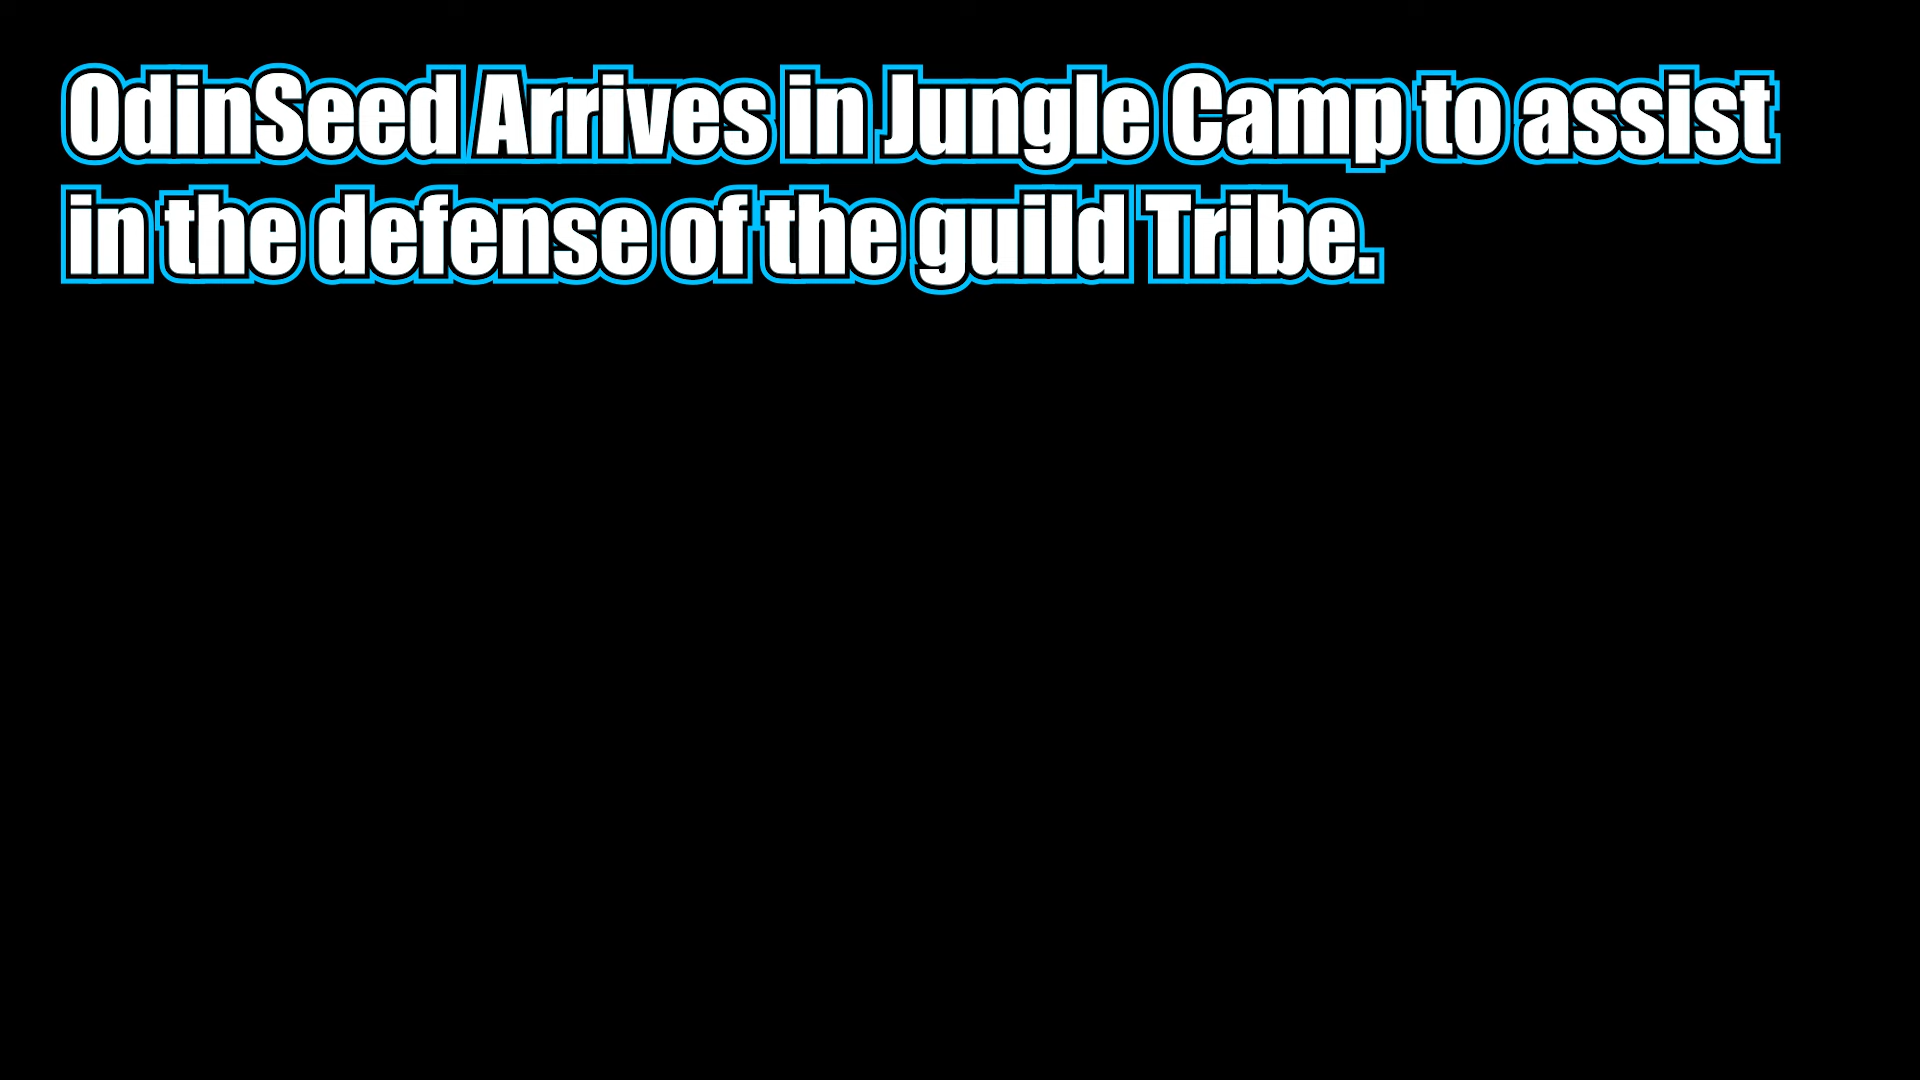 OdinSeed Arrives in Jungle Camp to assist
in the defense of the guild Tribe.